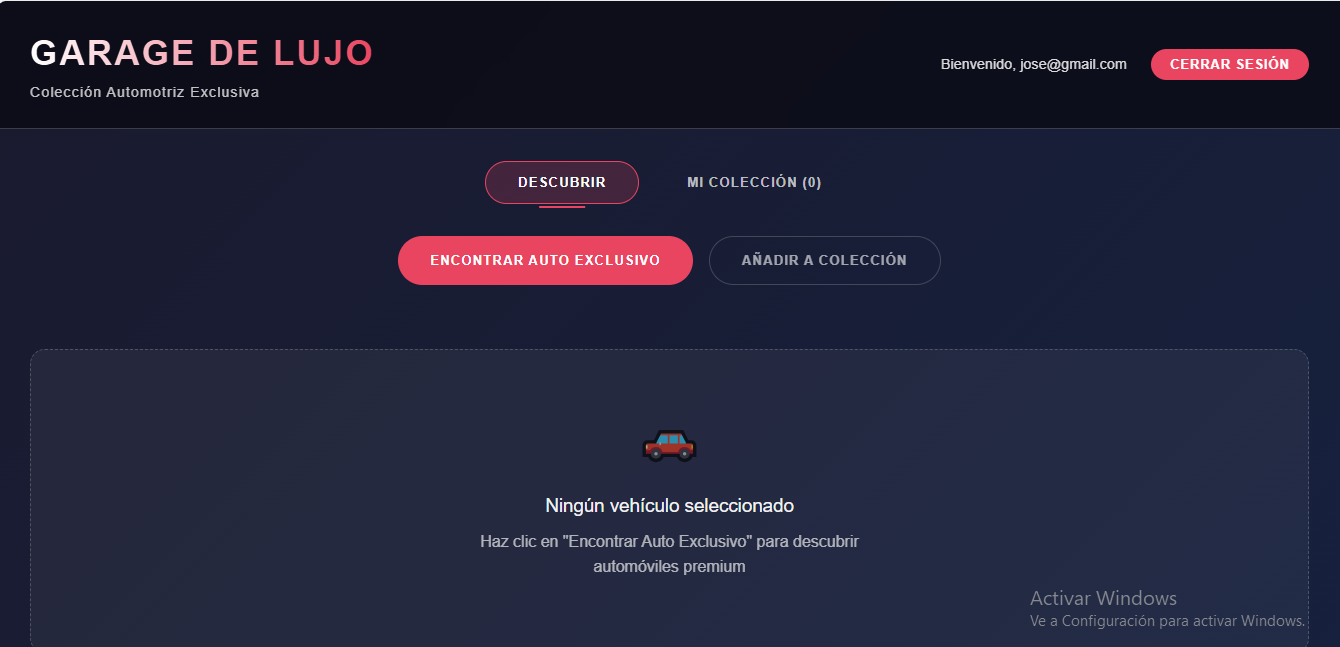 GARAGE DE LUJO
Colección Automotriz Exclusiva
Bienvenido, jose@gmail.com
CERRAR SESIÓN
DESCUBRIR
MI COLECCIÓN (0)
ENCONTRAR AUTO EXCLUSIVO
AÑADIR A COLECCIÓN
Ningún vehículo seleccionado
Haz clic en "Encontrar Auto Exclusivo" para descubrir
automóviles premium
Activar Windows
Ve a Configuración para activar Windows.